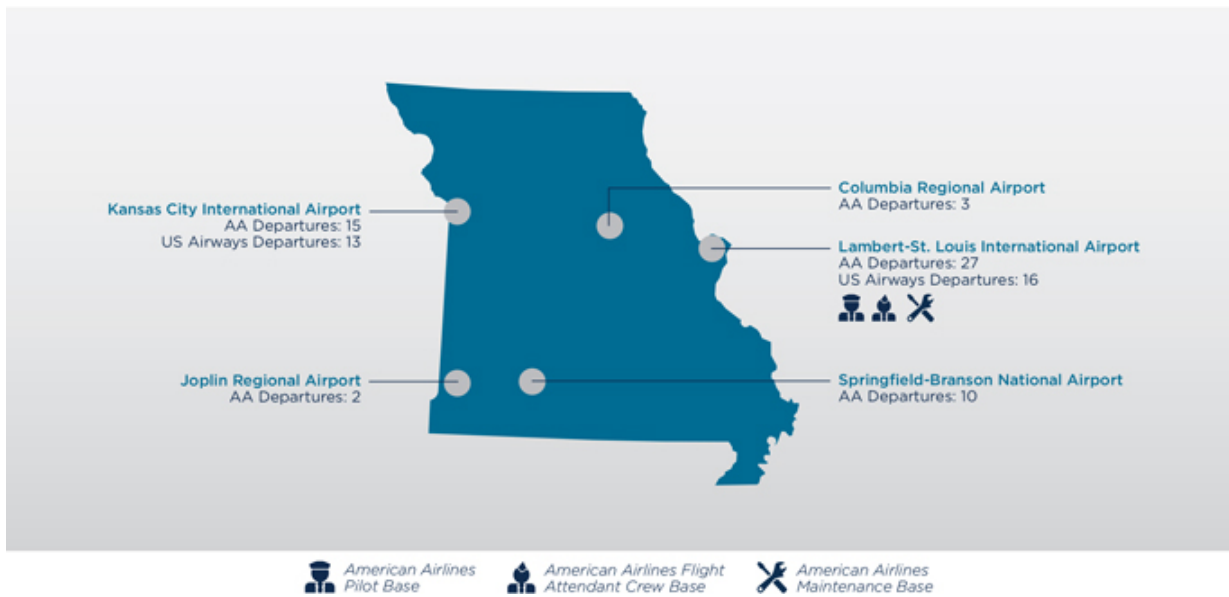 Kansas City International Airport
AA Departures: 15
US Airways Departures: 13
Joplin Regional Airport
AA Departures: 2
Columbia Regional Airport
AA Departures: 3
Lambert-St. Louis International Airport
AA Departures: 27
US Airways Departures: 16
Springfield-Branson National Airport
AA Departures: 10
American Airlines
Pilot Base
American Airlines Flight
Attendant Crew Base
American Airlines
Maintenance Base